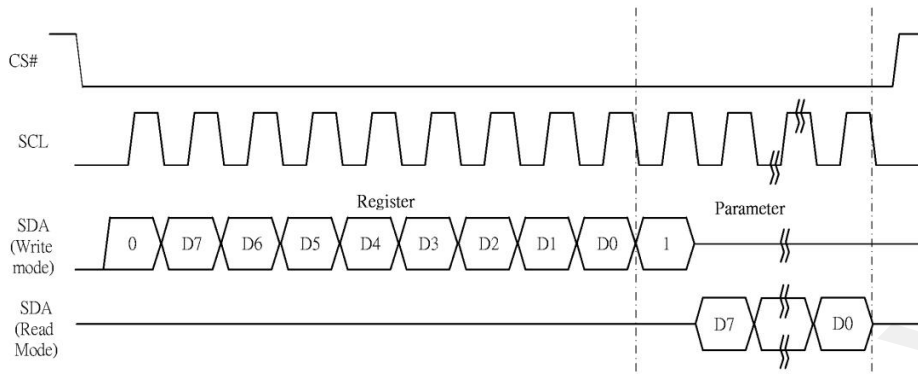 CS#
SCL
Register
Parameter
SDA
(Write
mode)
0 D7 D6 D5 D4 D3 D2 D1 D0 1
SDA
(Read
Mode)
D7 D0